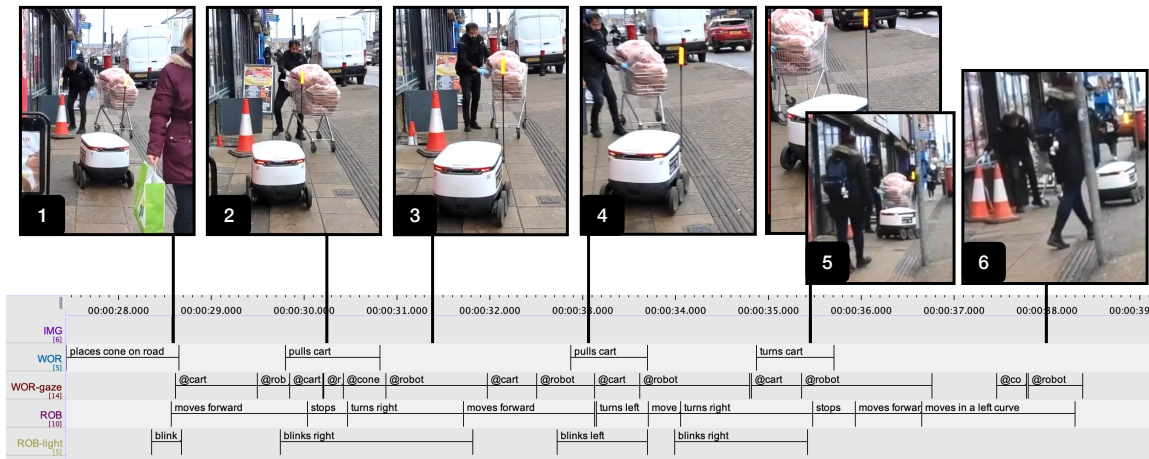 1
2
3
4
5
6
00:00:28.000 00:00:29.000 00:00:30.000 00:00:31.000 00:00:32.000 00:00:33.000 00:00:34.000 00:00:35.000 00:00:36.000 00:00:37.000 00:00:38.000 00:00:39
IMG
[6]
WOR places cone on road pulls cart pulls cart turns cart
[5]
WOR-gaze @cart @rob @cart @r @cone @robot @cart @robot @cart @robot @cart @robot @co @robot
[14]
ROB moves forward stops turns right moves forward turns left move turns right stops moves forwar moves in a left curve
[10]
ROB-light blink blinks right blinks left blinks right
[5]